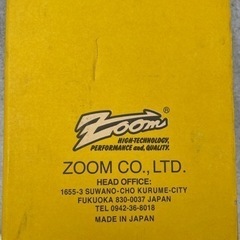 Zoom®
HIGH-TECHNOLOGY,
PERFORMANCE and, QUALITY.
ZOOM CO., LTD.
HEAD OFFICE:
1655-3 SUWANO-CHO KURUME-CITY
FUKUOKA 830-0037 JAPAN
TEL 0942-36-8018
MADE IN JAPAN